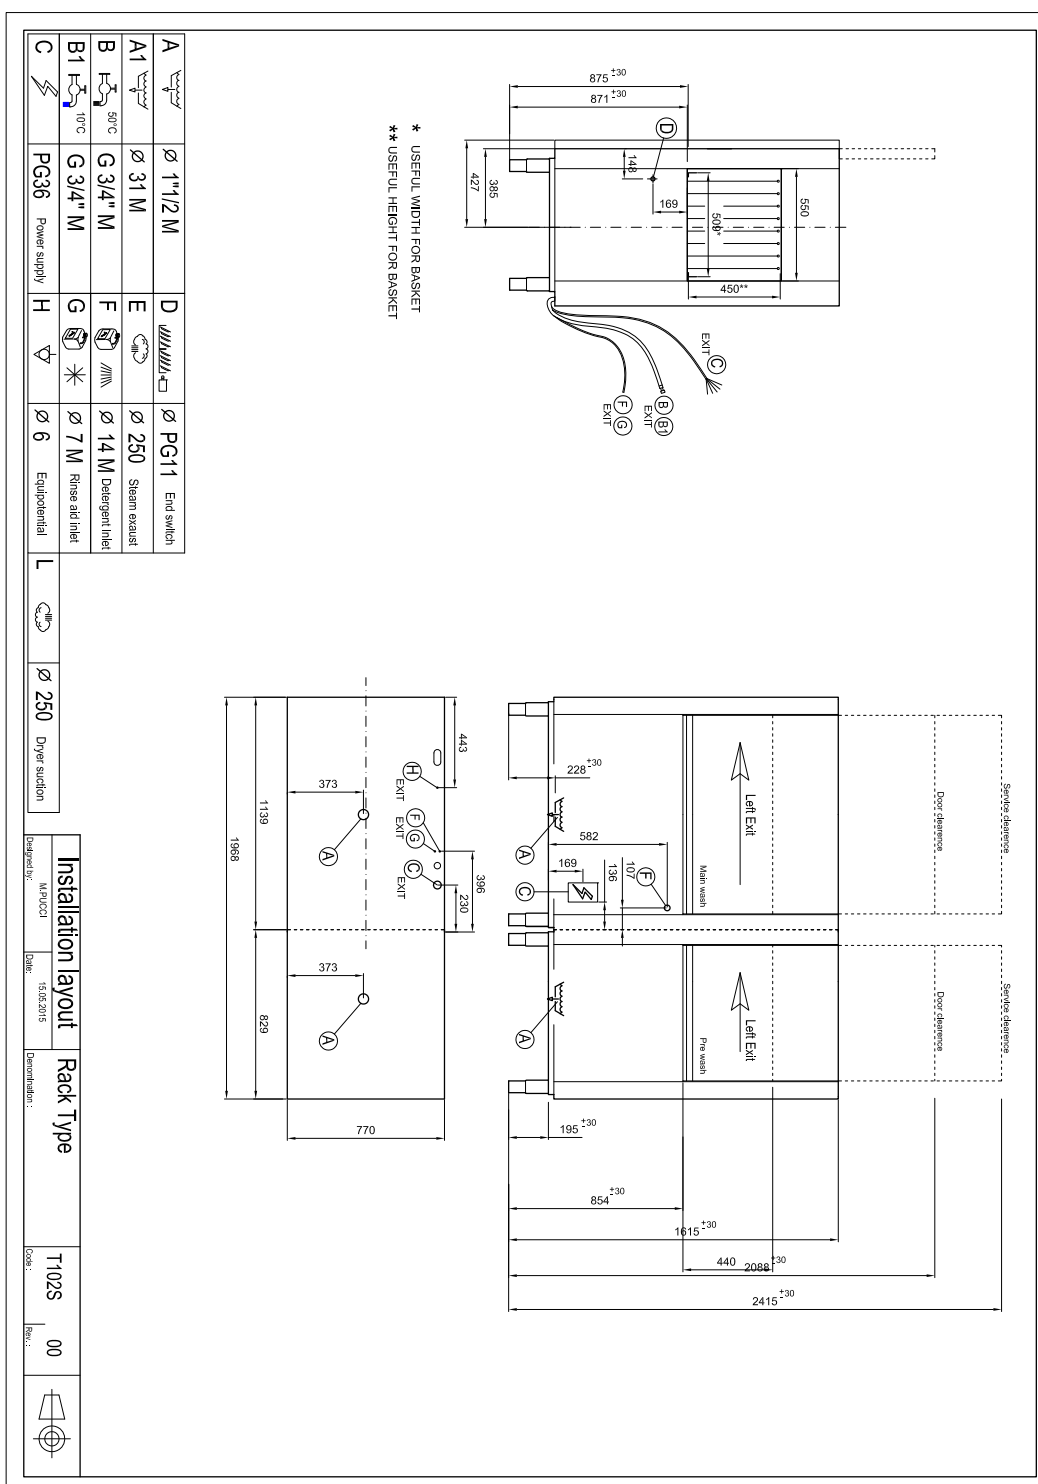 875 +-30
871 +-30
D
148
169
385
427
509*
550
450**
C
EXIT
B B1
EXIT
F G
EXIT
* USEFUL WIDTH FOR BASKET
** USEFUL HEIGHT FOR BASKET
Service clearence
Door clearence
Left Exit
Main wash
Service clearence
Door clearence
Left Exit
Pre wash
228 +-30
A
582
169
C
136
107
F
A
195 +-30
854 +-30
1615 +-30
440
2088 +-30
2415 +-30
443
H
EXIT
F
G
EXIT
C
EXIT
396
230
373
A
373
A
1139
829
1968
770
A Ø 1"1/2 M
A1 Ø 31 M
B 50°C G 3/4" M
B1 10°C G 3/4" M
C PG36 Power supply
D Ø PG11 End switch
E Ø 250 Steam exaust
F Ø 14 M Detergent inlet
G Ø 7 M Rinse aid inlet
H Ø 6 Equipotential
L Ø 250 Dryer suction
Installation layout
Designed by: M.PUCCI
Date: 15.05.2015
Rack Type
Denomination :
T102S
Code :
00
Rev. :